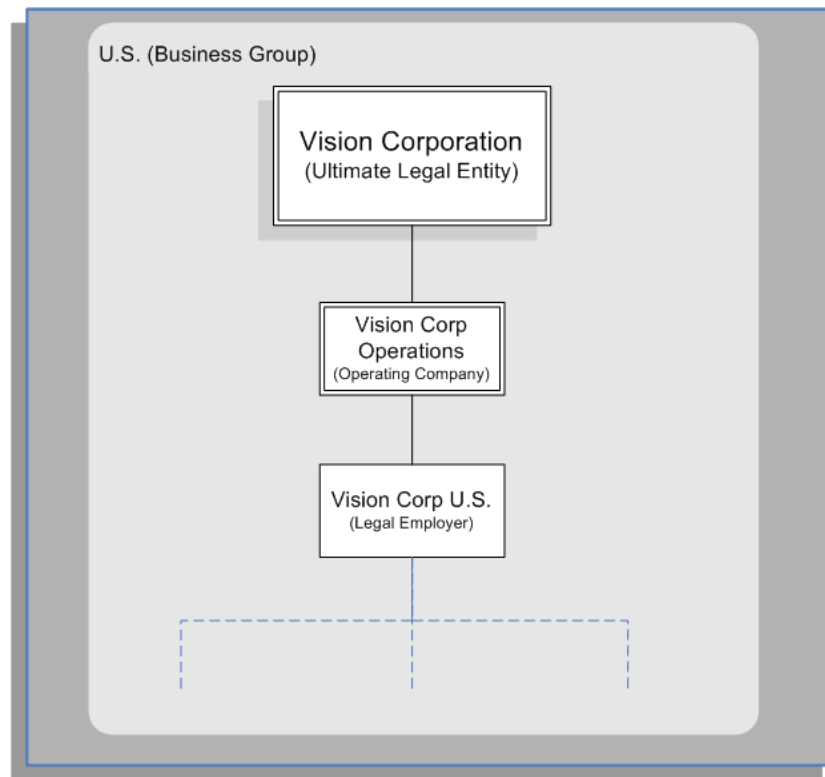 U.S. (Business Group)
Vision Corporation
(Ultimate Legal Entity)
Vision Corp
Operations
(Operating Company)
Vision Corp U.S.
(Legal Employer)